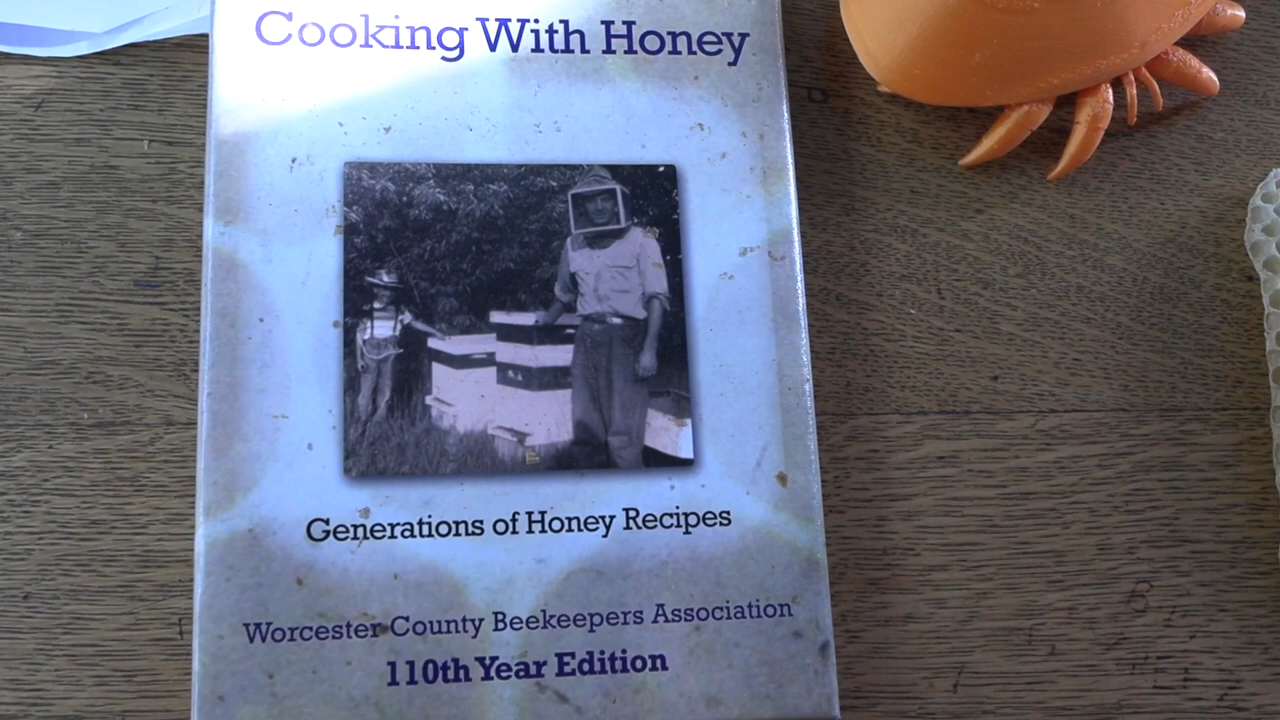 Cooking With Honey
Generations of Honey Recipes
Worcester County Beekeepers Association
110th Year Edition